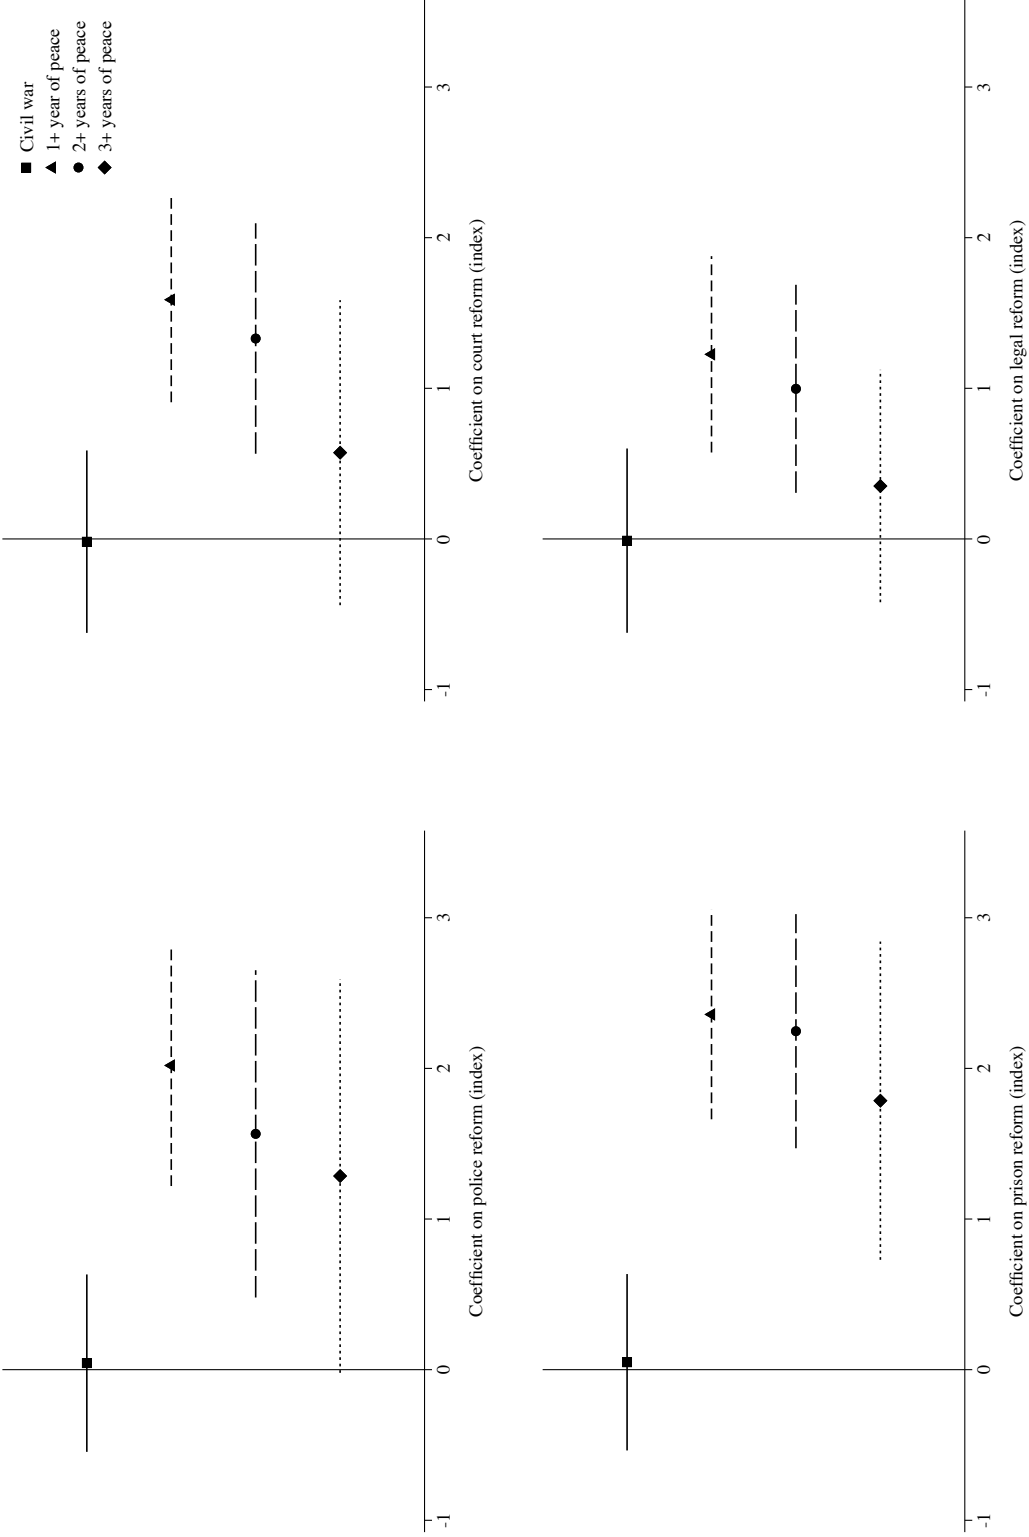 Civil war
1+ year of peace
2+ years of peace
3+ years of peace
-1 0 1 2 3
Coefficient on police reform (index)
-1 0 1 2 3
Coefficient on court reform (index)
-1 0 1 2 3
Coefficient on prison reform (index)
-1 0 1 2 3
Coefficient on legal reform (index)